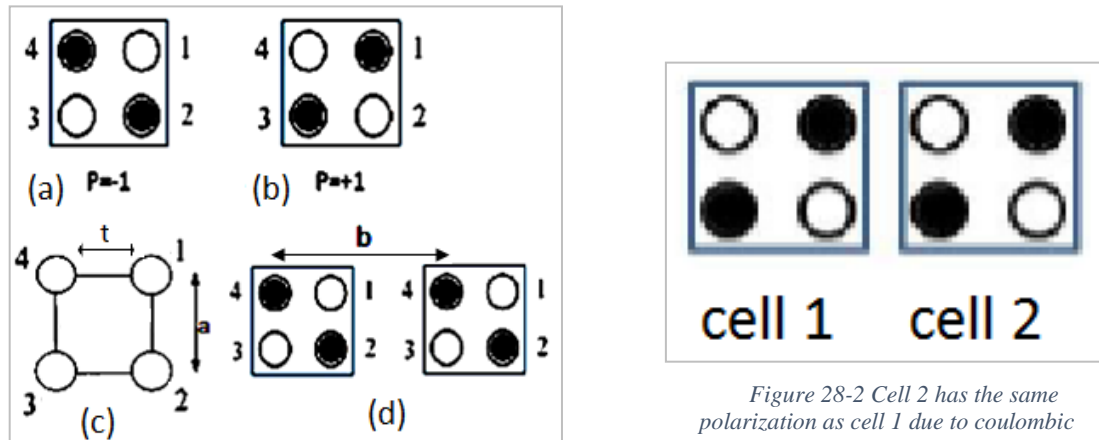 4 1
3 2
(a) P=-1
4 1
3 2
(b) P=+1
t
4 1
a
3 2
(c)
b
4 1 4 1
3 2 3 2
(d)
cell 1 cell 2
Figure 28-2 Cell 2 has the same
polarization as cell 1 due to coulombic